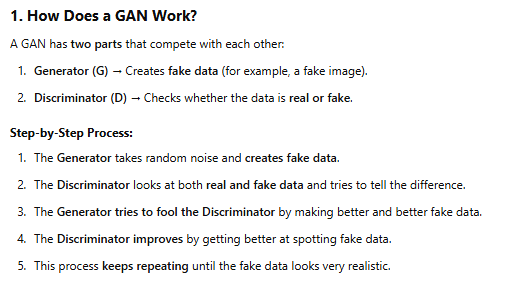 1. How Does a GAN Work?
A GAN has two parts that compete with each other:
1. Generator (G) → Creates fake data (for example, a fake image).
2. Discriminator (D) → Checks whether the data is real or fake.
Step-by-Step Process:
1. The Generator takes random noise and creates fake data.
2. The Discriminator looks at both real and fake data and tries to tell the difference.
3. The Generator tries to fool the Discriminator by making better and better fake data.
4. The Discriminator improves by getting better at spotting fake data.
5. This process keeps repeating until the fake data looks very realistic.